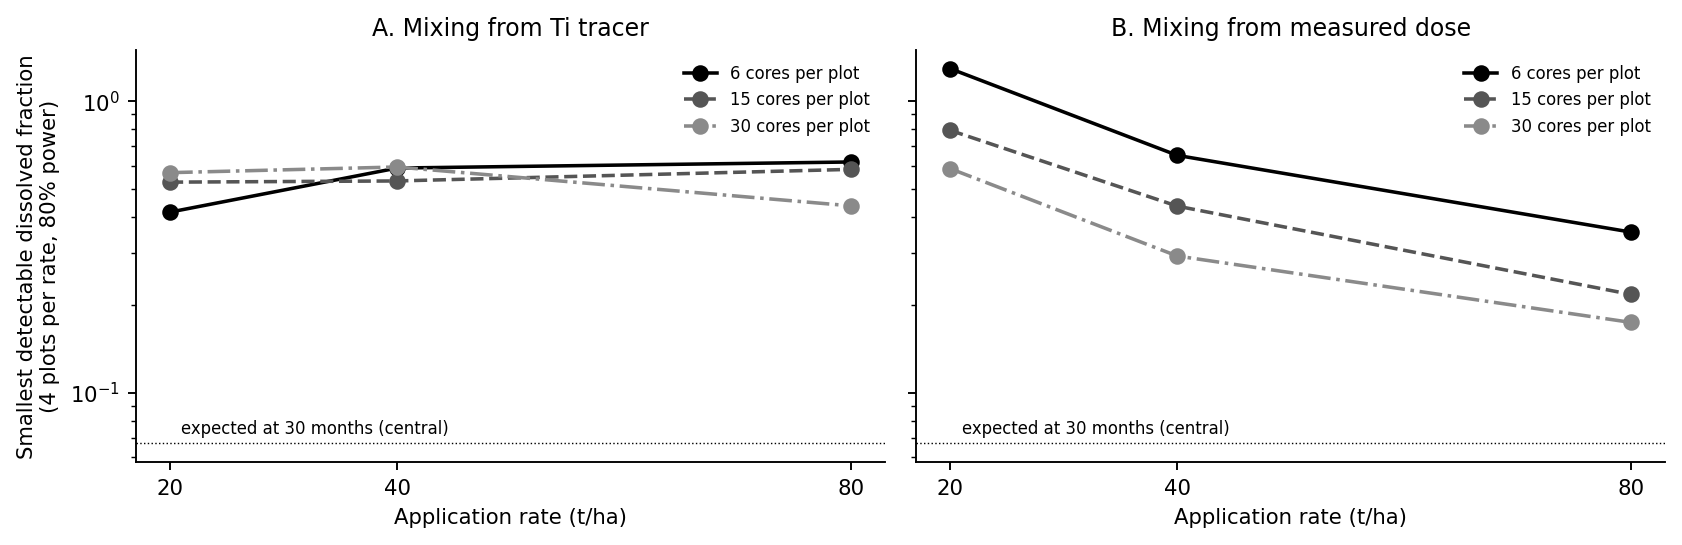 A. Mixing from Ti tracer
Smallest detectable dissolved fraction
(4 plots per rate, 80% power)
10⁰
10⁻¹
6 cores per plot
15 cores per plot
30 cores per plot
expected at 30 months (central)
20
40
80
Application rate (t/ha)
B. Mixing from measured dose
6 cores per plot
15 cores per plot
30 cores per plot
expected at 30 months (central)
20
40
80
Application rate (t/ha)